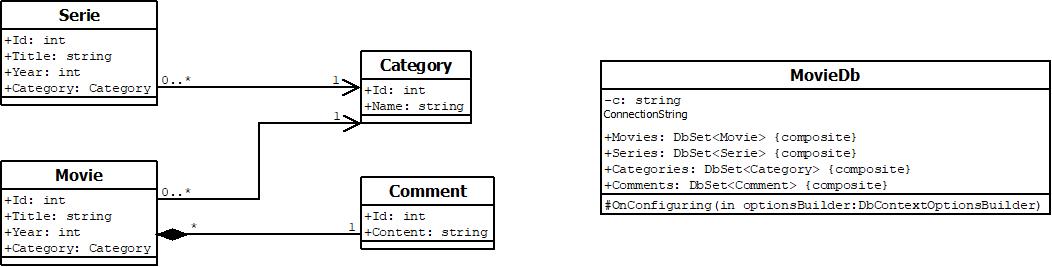 Serie
+Id: int
+Title: string
+Year: int
+Category: Category
0..*
1
Category
+Id: int
+Name: string
1
0..*
Movie
+Id: int
+Title: string
+Year: int
+Category: Category
*
1
Comment
+Id: int
+Content: string
MovieDb
-c: string
ConnectionString
+Movies: DbSet<Movie> {composite}
+Series: DbSet<Serie> {composite}
+Categories: DbSet<Category> {composite}
+Comments: DbSet<Comment> {composite}
#OnConfiguring(in optionsBuilder:DbContextOptionsBuilder)